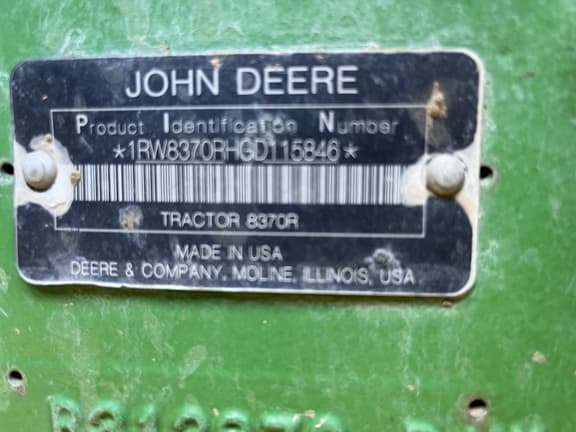 JOHN DEERE
Product Identification Number
*1RW8370RHGD115846*
TRACTOR 8370R
MADE IN USA
DEERE & COMPANY, MOLINE, ILLINOIS, USA